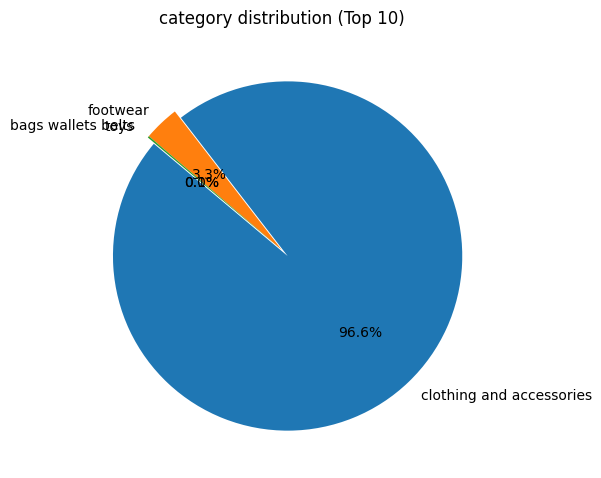 category distribution (Top 10)
footwear
toys
bags wallets belts
3.3%
0.1%
0.0%
96.6%
clothing and accessories